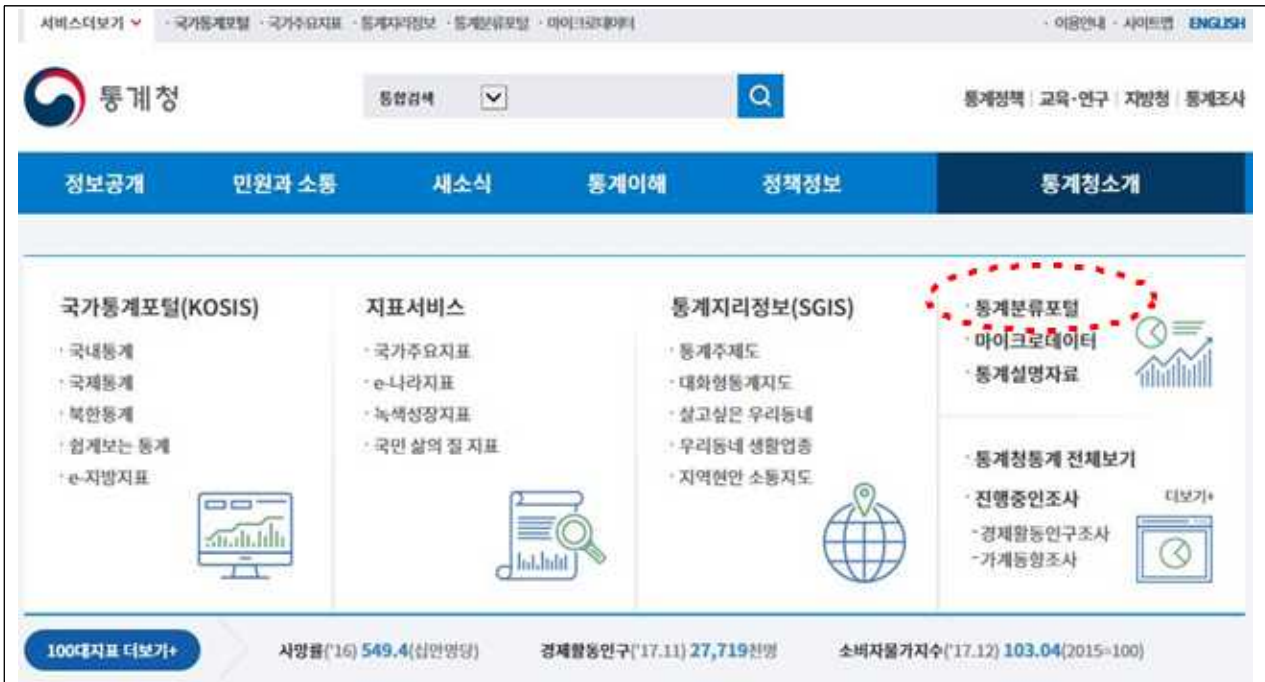 서비스더보기 · 국가통계포털 · 국가주요지표 · 통계지리정보 · 통계분류포털 · 마이크로데이터 · 이용안내 · 사이트맵 ENGLISH
통계청 통합검색 통계정책 | 교육·연구 | 지방청 | 통계조사
정보공개 민원과 소통 새소식 통계이해 정책정보 통계청소개
국가통계포털(KOSIS)
· 국내통계
· 국제통계
· 북한통계
· 쉽게보는 통계
· e-지방지표
지표서비스
· 국가주요지표
· e-나라지표
· 녹색성장지표
· 국민 삶의 질 지표
통계지리정보(SGIS)
· 통계주제도
· 대화형통계지도
· 살고싶은 우리동네
· 우리동네 생활업종
· 지역현안 소통지도
· 통계분류포털
· 마이크로데이터
· 통계설명자료
· 통계청통계 전체보기
· 진행중인조사 더보기+
-경제활동인구조사
-가계동향조사
100대지표 더보기+ 사망률('16) 549.4(십만명당) 경제활동인구('17.11) 27,719천명 소비자물가지수('17.12) 103.04(2015=100)